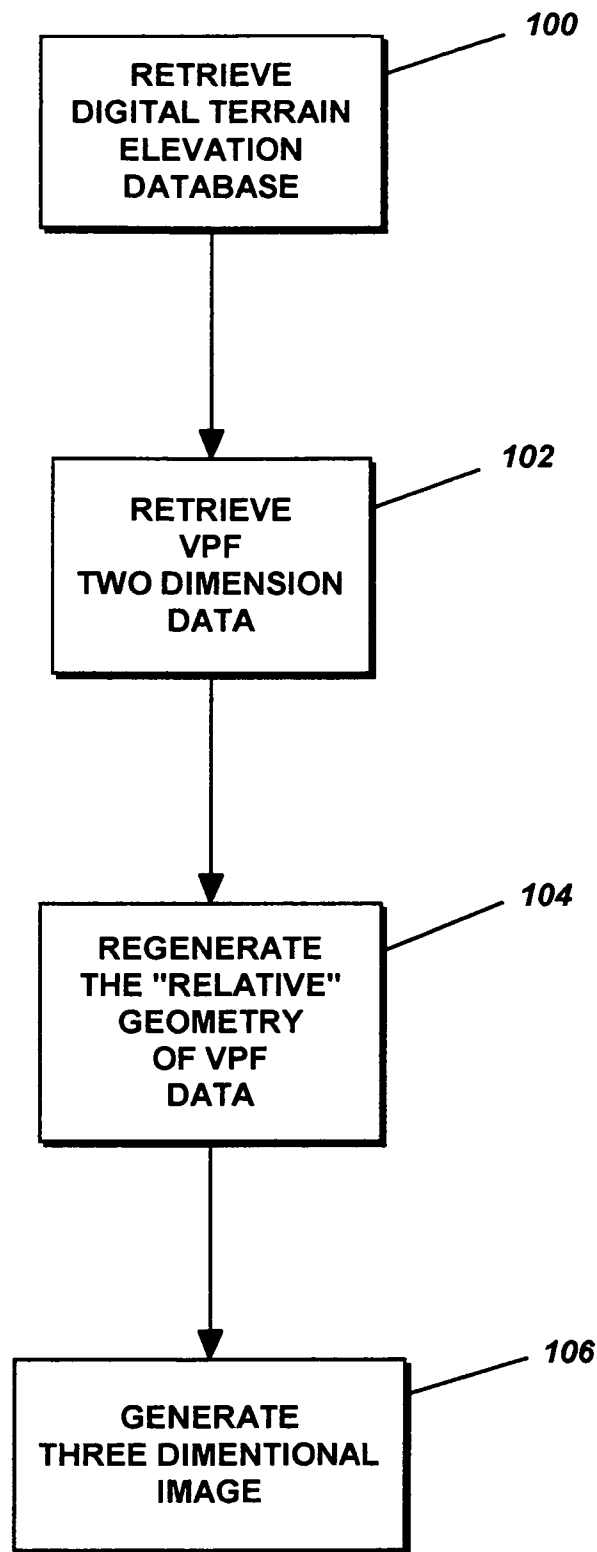 100
RETRIEVE
DIGITAL TERRAIN
ELEVATION
DATABASE
102
RETRIEVE
VPF
TWO DIMENSION
DATA
104
REGENERATE
THE "RELATIVE"
GEOMETRY
OF VPF
DATA
106
GENERATE
THREE DIMENTIONAL
IMAGE